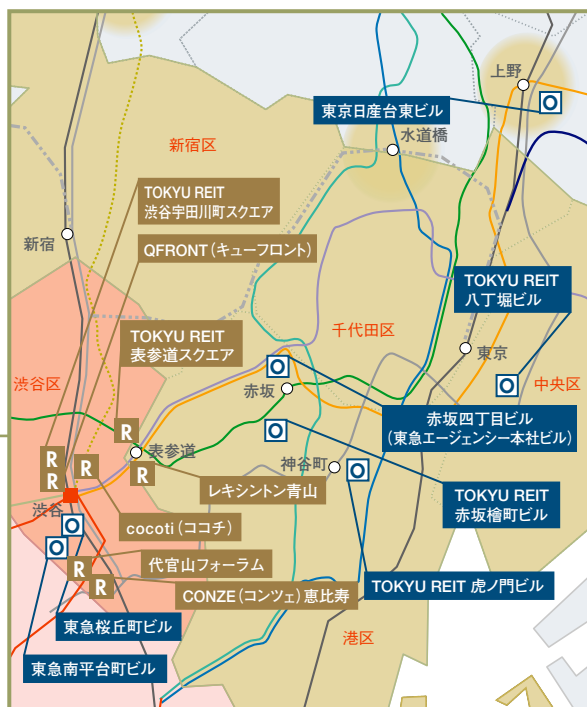 上野
東京日産台東ビル
水道橋
新宿区
TOKYU REIT
渋谷宇田川町スクエア
新宿
QFRONT(キューフロント)
TOKYU REIT
八丁堀ビル
TOKYU REIT
表参道スクエア
千代田区
東京
渋谷区
中央区
赤坂
赤坂四丁目ビル
(東急エージェンシー本社ビル)
R
表参道
R
R
R
R
神谷町
レキシントン青山
TOKYU REIT
赤坂檜町ビル
渋谷
cocoti(ココチ)
代官山フォーラム
R
R
TOKYU REIT 虎ノ門ビル
CONZE(コンツェ)恵比寿
東急桜丘町ビル
港区
東急南平台町ビル